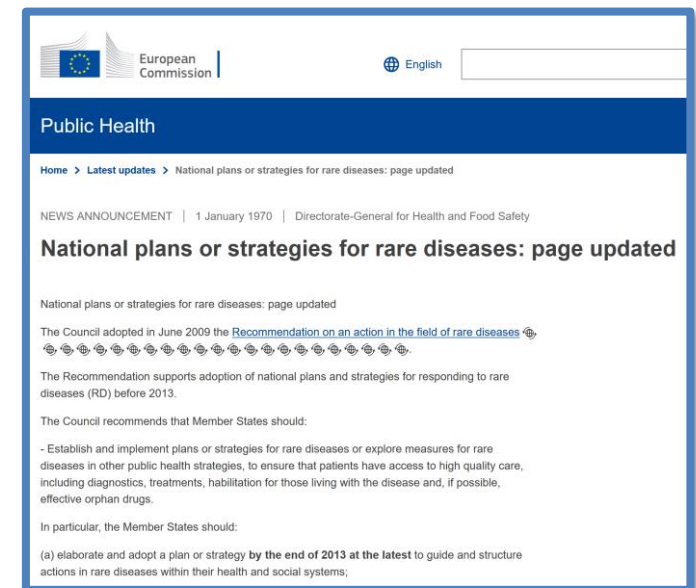 European
Commission
English
Public Health
Home > Latest updates > National plans or strategies for rare diseases: page updated
NEWS ANNOUNCEMENT | 1 January 1970 | Directorate-General for Health and Food Safety
National plans or strategies for rare diseases: page updated
National plans or strategies for rare diseases: page updated
The Council adopted in June 2009 the Recommendation on an action in the field of rare diseases
The Recommendation supports adoption of national plans and strategies for responding to rare
diseases (RD) before 2013.
The Council recommends that Member States should:
- Establish and implement plans or strategies for rare diseases or explore measures for rare
diseases in other public health strategies, to ensure that patients have access to high quality care,
including diagnostics, treatments, habilitation for those living with the disease and, if possible,
effective orphan drugs.
In particular, the Member States should:
(a) elaborate and adopt a plan or strategy by the end of 2013 at the latest to guide and structure
actions in rare diseases within their health and social systems;